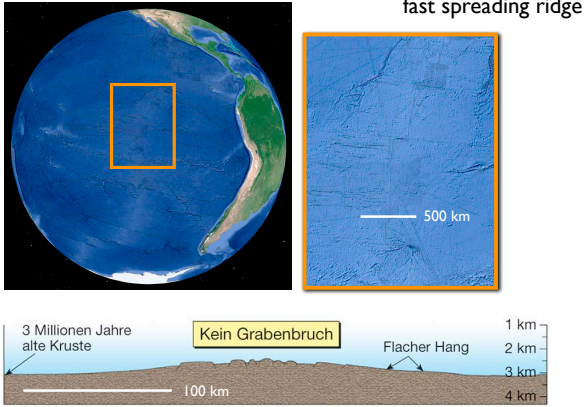 fast spreading ridge
500 km
3 Millionen Jahre
alte Kruste
Kein Grabenbruch
Flacher Hang
1 km
2 km
3 km
4 km
100 km